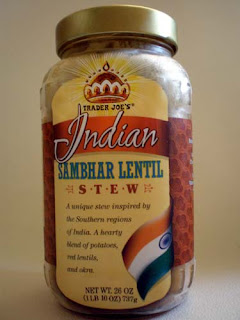 TRADER JOE'S®
Indian
SAMBHAR LENTIL
S·T·E·W
A unique stew inspired by
the Southern regions
of India. A hearty
blend of potatoes,
red lentils,
and okra.
NET WT. 26 OZ
(1 LB 10 OZ) 737g